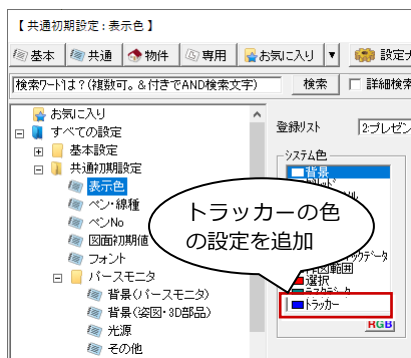 【 共通初期設定 : 表示色 】
基本 共通 物件 専用 お気に入り ▼ 設定
検索ワードは？(複数可。&付きでAND検索文字) 検索 詳細検索
お気に入り
すべての設定
基本設定
共通初期設定
表示色
ペン・線種
ペンNo
図面初期値
フォント
パースモニタ
背景(パースモニタ)
背景(姿図・3D部品)
光源
その他
登録リスト 2:プレゼン
システム色
背景
トラッカーの色
の設定を追加
選択
トラッカー
RGB